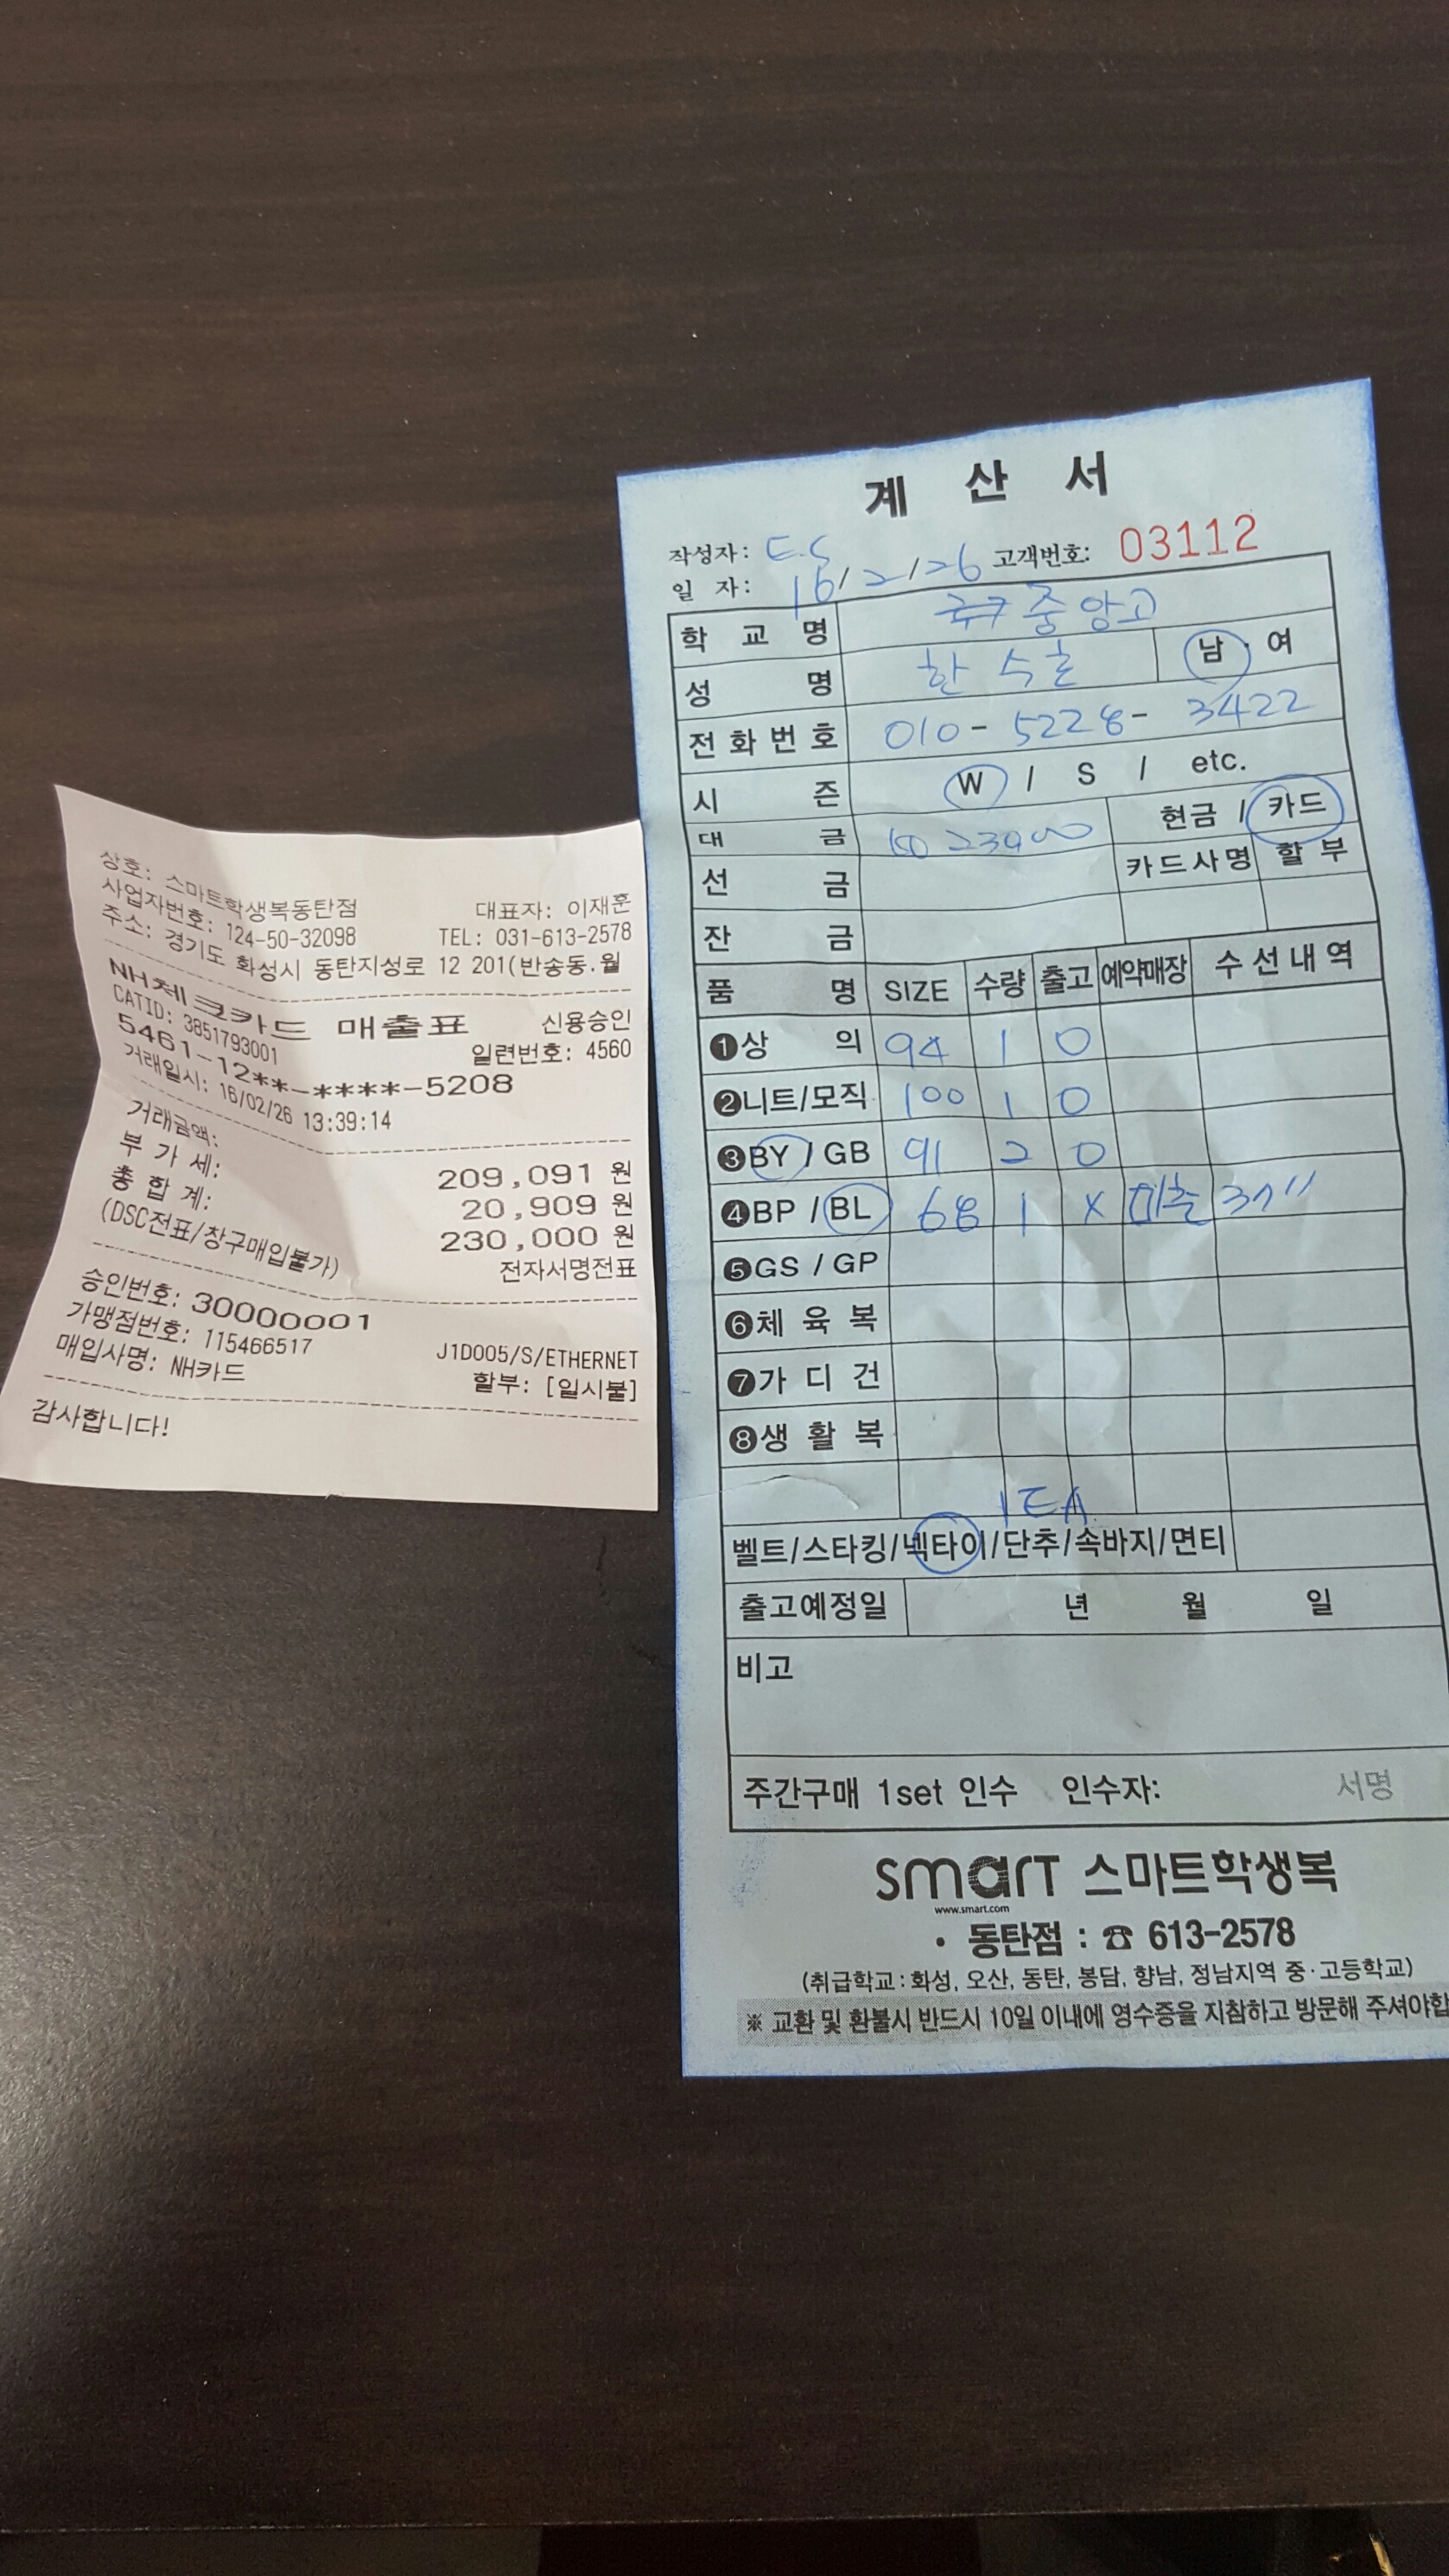 상호: 스마트학생복동탄점 대표자: 이재훈
사업자번호: 124-50-32098 TEL: 031-613-2578
주소: 경기도 화성시 동탄지성로 12 201(반송동.월
NH체크카드 매출표 신용승인
CATID: 3851793001 일련번호: 4560
5461-12**-****-5208
거래일시: 16/02/26 13:39:14
거래금액: 209,091 원
부 가 세: 20,909 원
총 합 계: 230,000 원
(DSC전표/창구매입불가) 전자서명전표
승인번호: 30000001
가맹점번호: 115466517 J1D005/S/ETHERNET
매입사명: NH카드 할부: [일시불]
감사합니다!
계 산 서
작성자: E.S 고객번호: 03112
일 자: 16/2/26
학 교 명 중앙고
성 명 한 수 남 · 여
전화번호 010-5228-3422
시 즌 W / S / etc.
대 금 현금 / 카드
선 금 카드사명 할 부
잔 금
품 명 SIZE 수량 출고 예약매장 수선내역
❶상 의 94 1 0
❷니트/모직 100 1 0
❸BY / GB 91 2 0
❹BP / BL 68 1 X 미출
❺GS / GP
❻체 육 복
❼가 디 건
❽생 활 복
1EA
벨트/스타킹/넥타이/단추/속바지/면티
출고예정일 년 월 일
비고
주간구매 1set 인수 인수자: 서명
smart 스마트학생복
www.smart.com
• 동탄점 : ☎ 613-2578
(취급학교:화성, 오산, 동탄, 봉담, 향남, 정남지역 중·고등학교)
※ 교환 및 환불시 반드시 10일 이내에 영수증을 지참하고 방문해 주셔야합